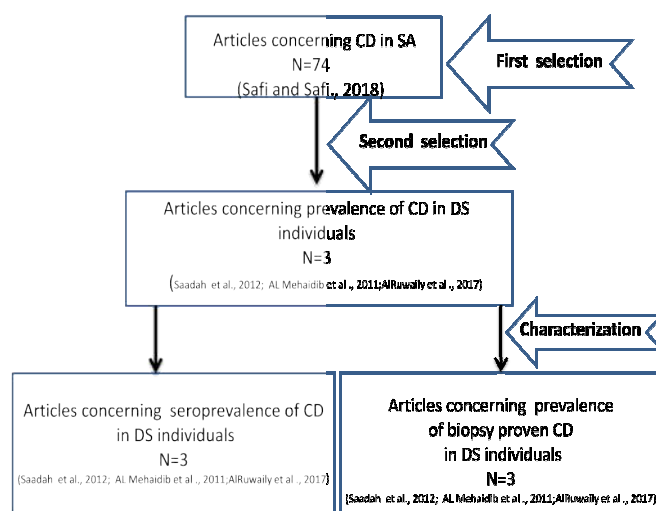 Articles concerning CD in SA
N=74
(Safi and Safi., 2018)
First selection
Second selection
Articles concerning prevalence of CD in DS
individuals
N=3
(Saadah et al., 2012; AL Mehaidib et al., 2011;AlRuwaily et al., 2017)
Characterization
Articles concerning seroprevalence of CD
in DS individuals
N=3
(Saadah et al., 2012; AL Mehaidib et al., 2011;AlRuwaily et al., 2017)
Articles concerning prevalence
of biopsy proven CD
in DS individuals
N=3
(Saadah et al., 2012; AL Mehaidib et al., 2011;AlRuwaily et al., 2017)